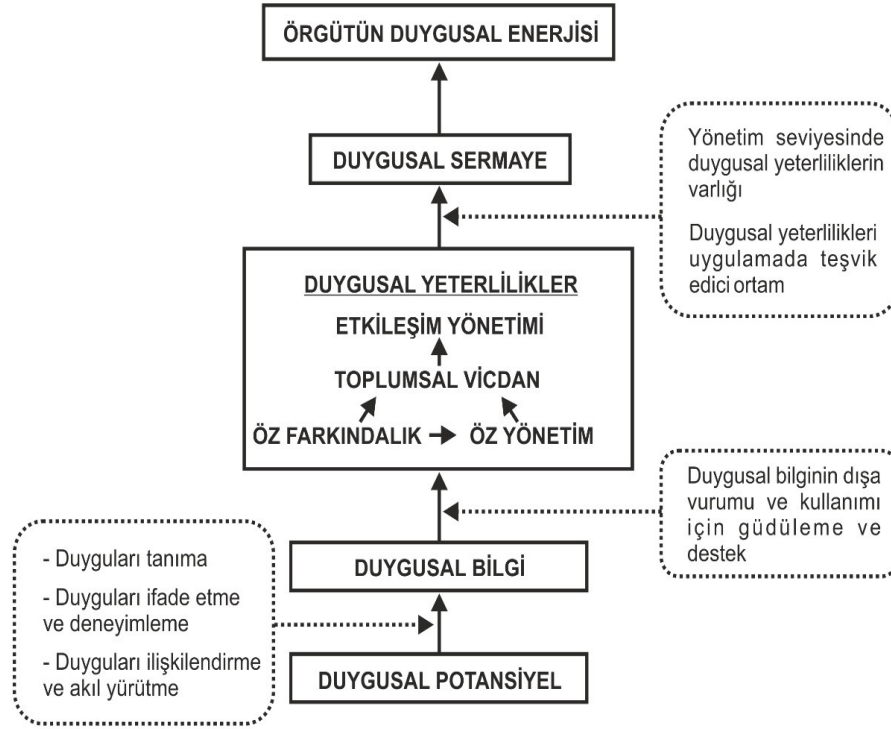 ÖRGÜTÜN DUYGUSAL ENERJİSİ
DUYGUSAL SERMAYE
Yönetim seviyesinde
duygusal yeterliliklerin
varlığı
Duygusal yeterlilikleri
uygulamada teşvik
edici ortam
DUYGUSAL YETERLİLİKLER
ETKİLEŞİM YÖNETİMİ
TOPLUMSAL VİCDAN
ÖZ FARKINDALIK
ÖZ YÖNETİM
Duygusal bilginin dışa
vurumu ve kullanımı
için güdüleme ve
destek
DUYGUSAL BİLGİ
- Duyguları tanıma
- Duyguları ifade etme
ve deneyimleme
- Duyguları ilişkilendirme
ve akıl yürütme
DUYGUSAL POTANSİYEL